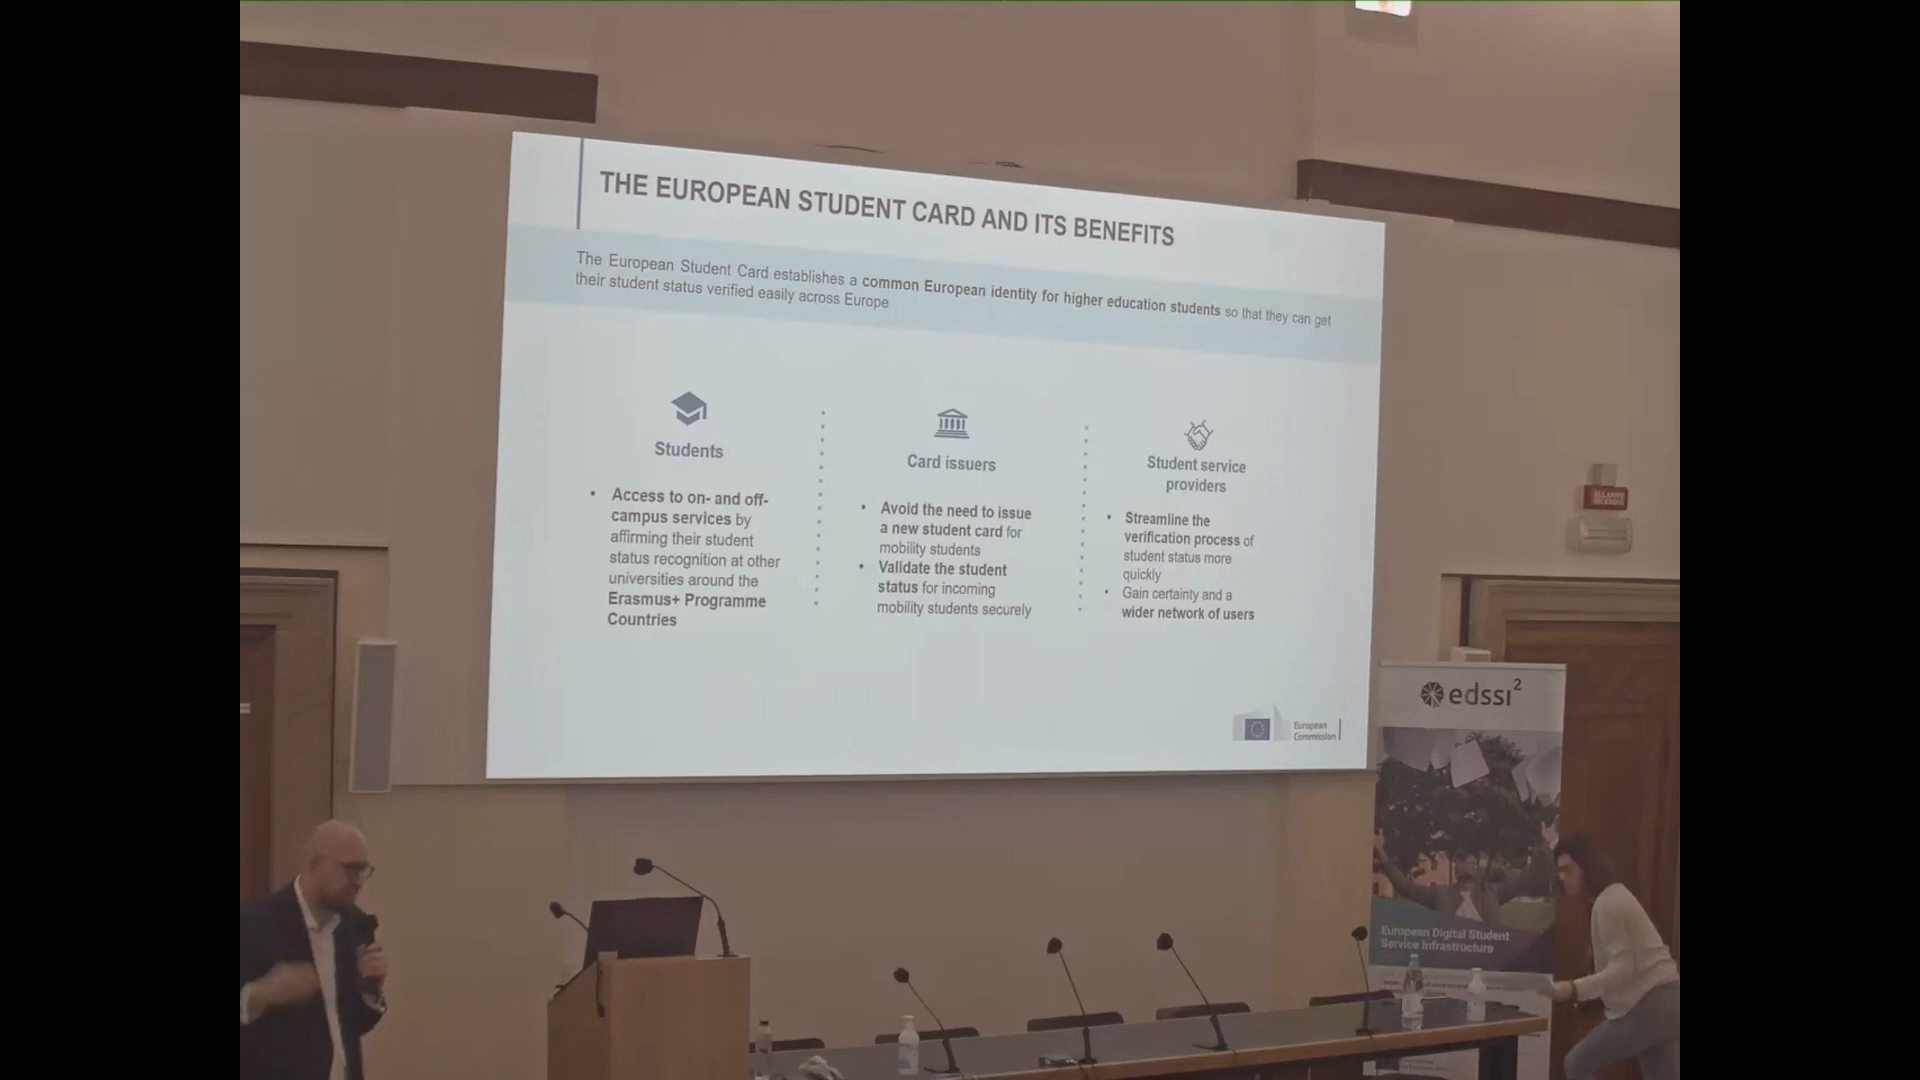 THE EUROPEAN STUDENT CARD AND ITS BENEFITS
The European Student Card establishes a common European identity for higher education students so that they can get
their student status verified easily across Europe
Students
• Access to on- and off-
campus services by
affirming their student
status recognition at other
universities around the
Erasmus+ Programme
Countries
Card issuers
• Avoid the need to issue
a new student card for
mobility students
• Validate the student
status for incoming
mobility students securely
Student service
providers
• Streamline the
verification process of
student status more
quickly
• Gain certainty and a
wider network of users
European
Commission
ALLARME
INCENDIO
edssi²
European Digital Student
Service Infrastructure